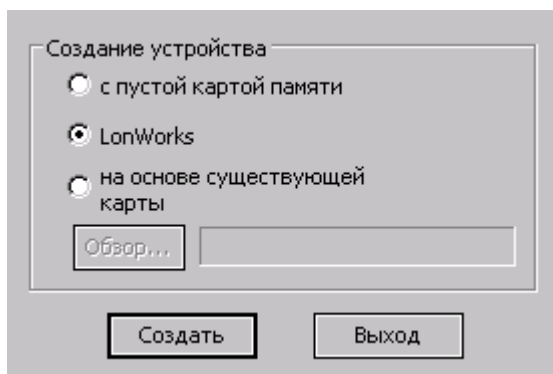 Создание устройства
с пустой картой памяти
LonWorks
на основе существующей
карты
Обзор...
Создать Выход